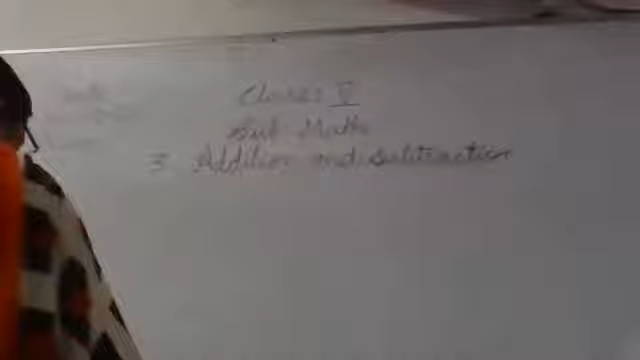 Class V
Sub Maths
3 Addition and Subtraction